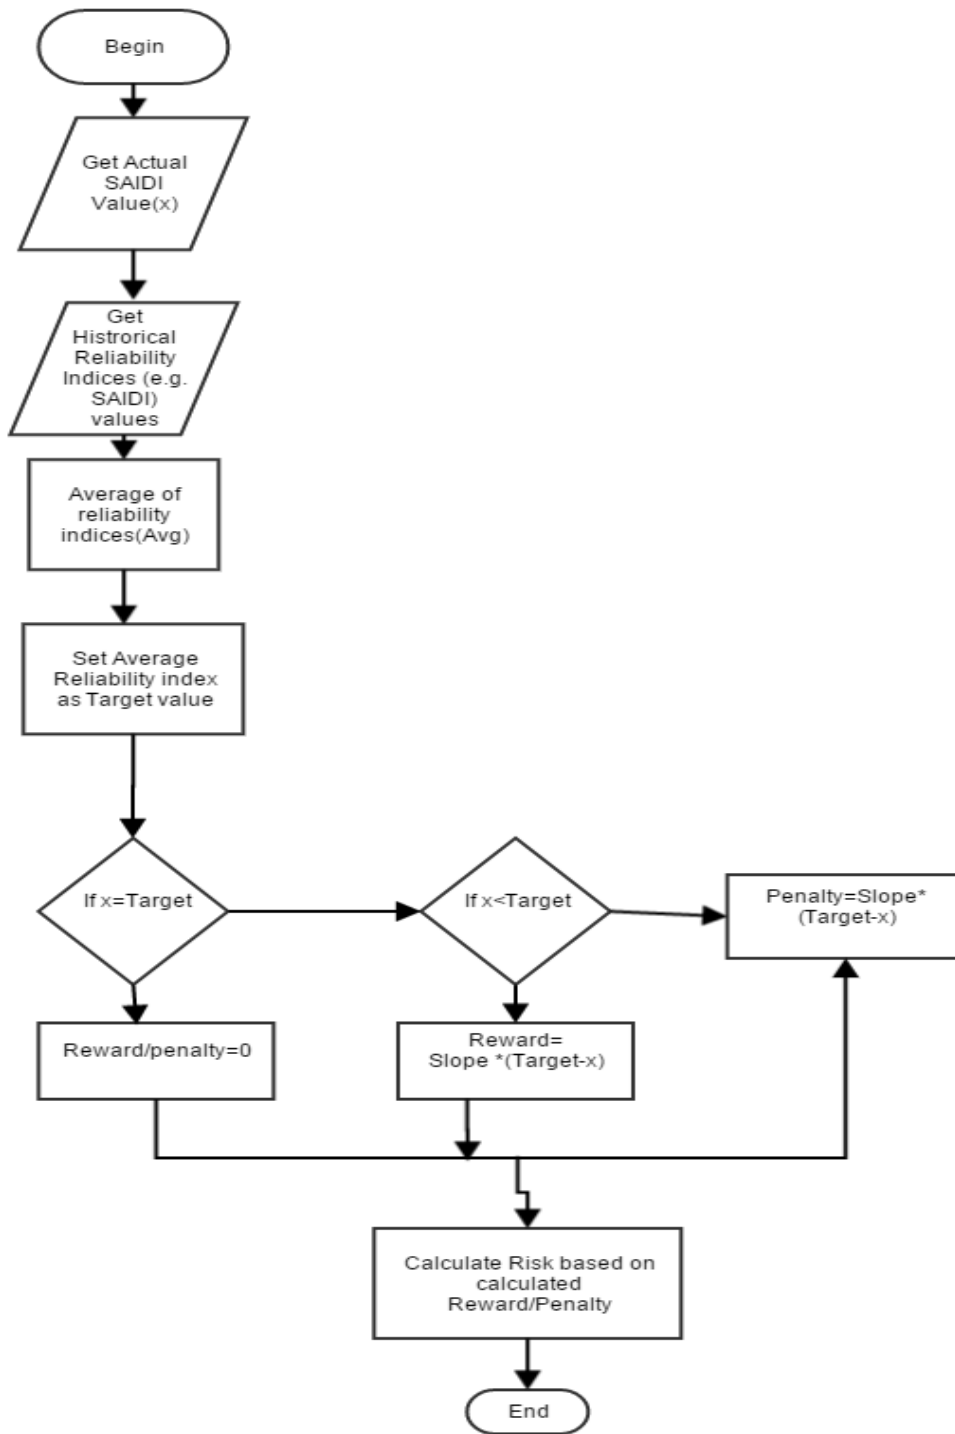 Begin
Get Actual
SAIDI
Value(x)
Get
Histrorical
Reliability
Indices (e.g.
SAIDI)
values
Average of
reliability
indices(Avg)
Set Average
Reliability index
as Target value
If x=Target
If x<Target
Penalty=Slope*
(Target-x)
Reward/penalty=0
Reward=
Slope *(Target-x)
Calculate Risk based on
calculated
Reward/Penalty
End